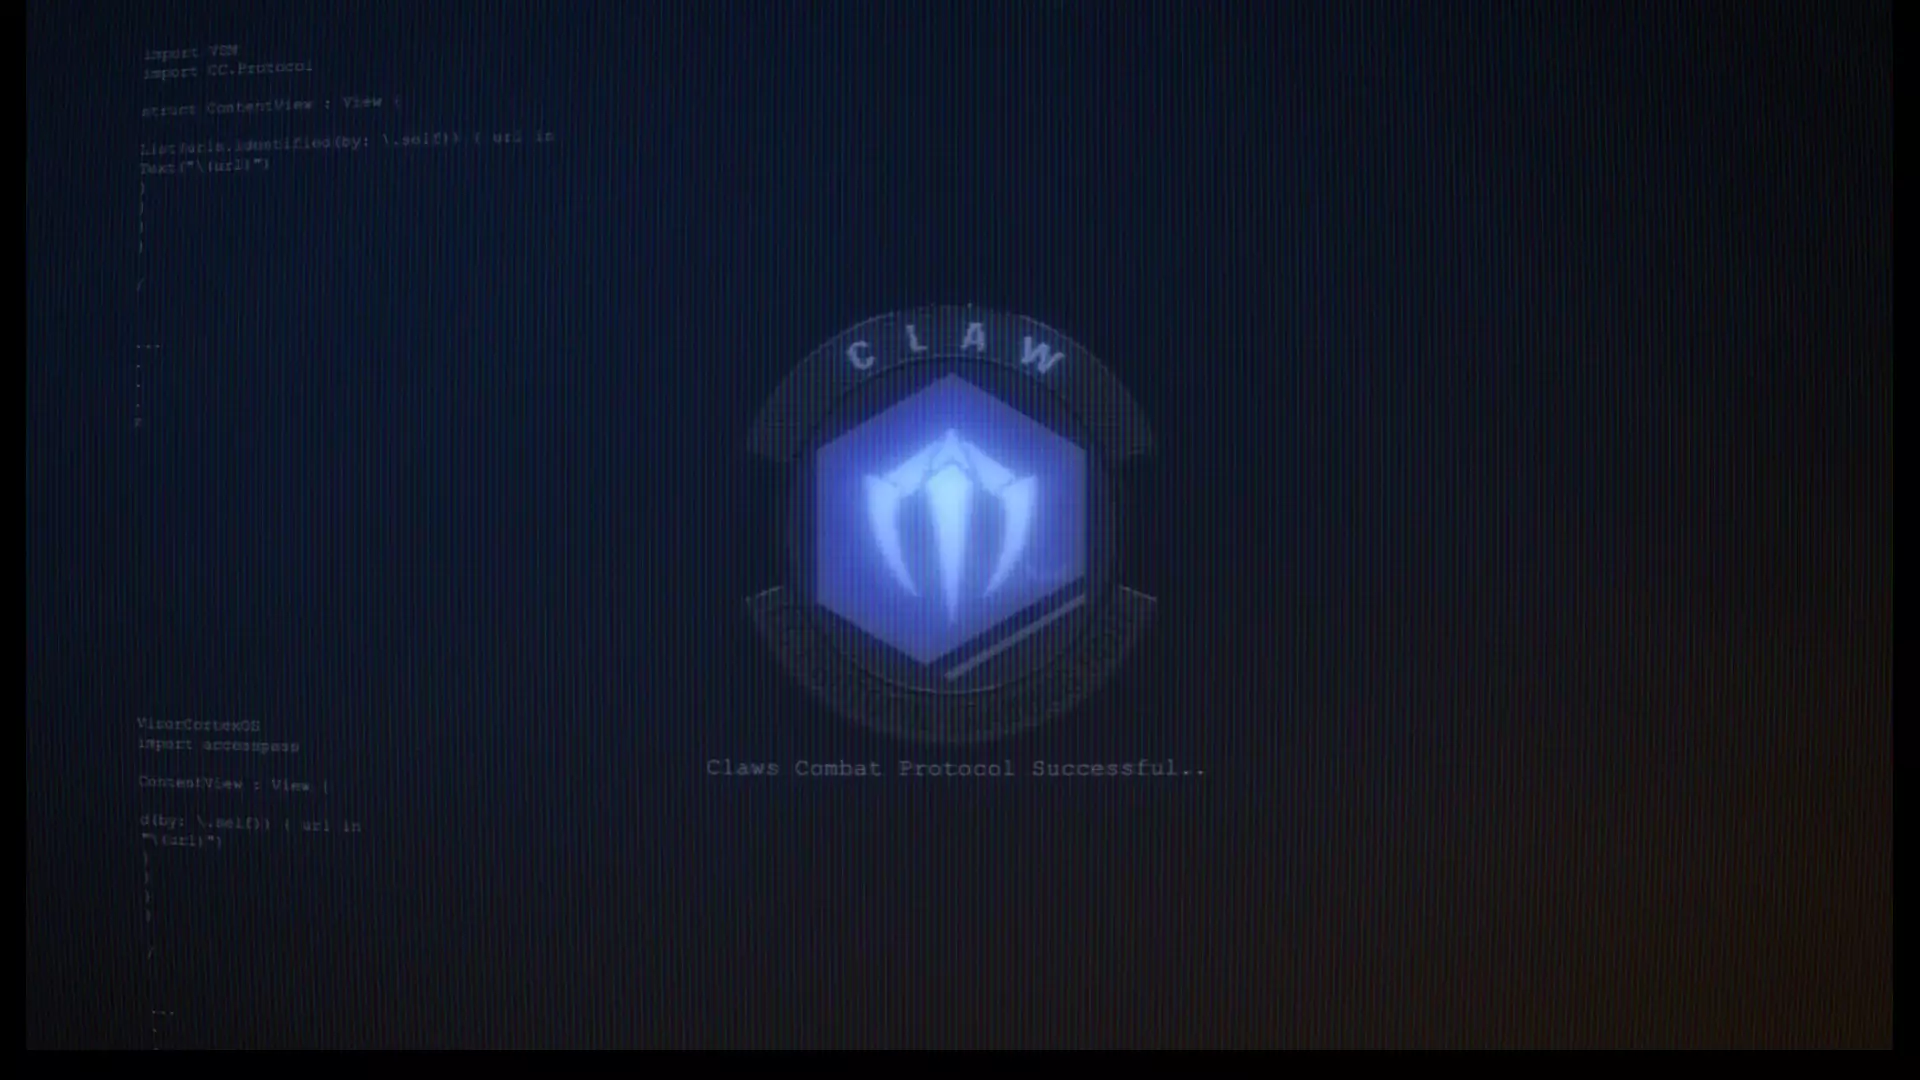 import VSM
import CC.Protocol
struct ContentView : View {
List(urls.identified(by: \.self)) { url in
Text("\(url)")
}
}
}
}
/
...
.
.
.
CLAW
Claws Combat Protocol Successful..
VisorCortexOS
import accesspass
ContentView : View {
d(by: \.self)) { url in
"\(url)")
}
}
}
}
/
...
.